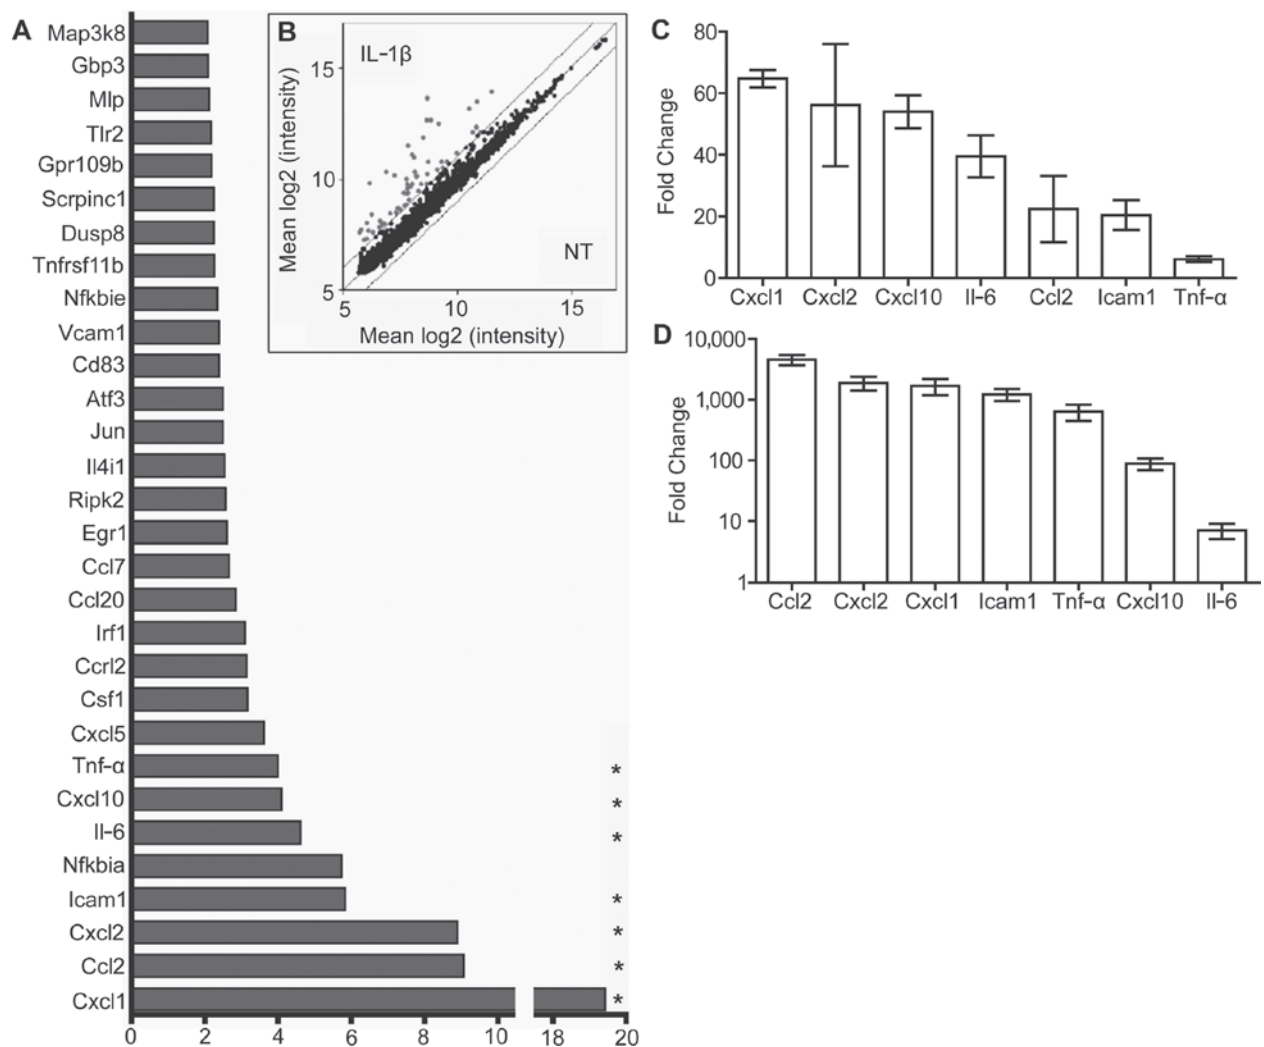 A
Map3k8
Gbp3
Mlp
Tlr2
Gpr109b
Scrpinc1
Dusp8
Tnfrsf11b
Nfkbie
Vcam1
Cd83
Atf3
Jun
Il4i1
Ripk2
Egr1
Ccl7
Ccl20
Irf1
Ccrl2
Csf1
Cxcl5
Tnf-α *
Cxcl10 *
Il-6 *
Nfkbia
Icam1 *
Cxcl2 *
Ccl2 *
Cxcl1 *
0 2 4 6 8 10 18 20
B
IL-1β
NT
Mean log2 (intensity)
15
10
5
5 10 15
Mean log2 (intensity)
C
Fold Change
80
60
40
20
0
Cxcl1 Cxcl2 Cxcl10 Il-6 Ccl2 Icam1 Tnf-α
D
Fold Change
10,000
1,000
100
10
1
Ccl2 Cxcl2 Cxcl1 Icam1 Tnf-α Cxcl10 Il-6